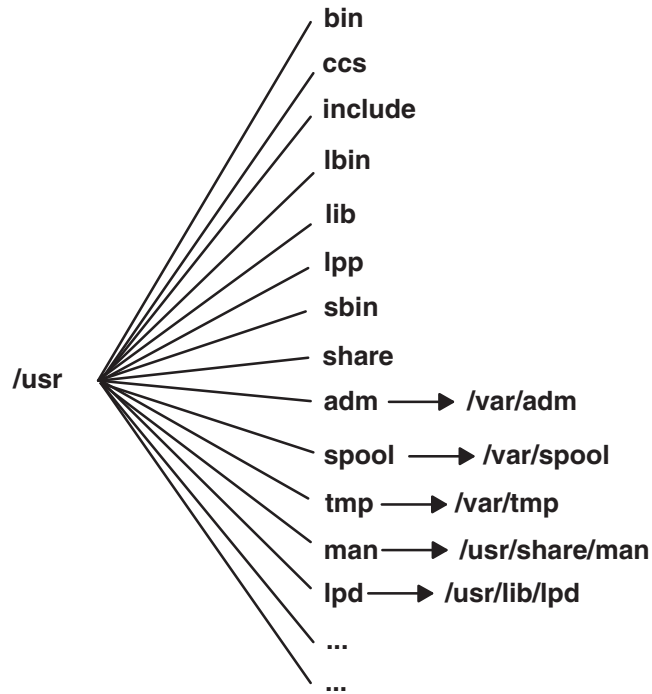 bin
ccs
include
lbin
lib
lpp
sbin
share
/usr
adm /var/adm
spool /var/spool
tmp /var/tmp
man /usr/share/man
lpd /usr/lib/lpd
...
...